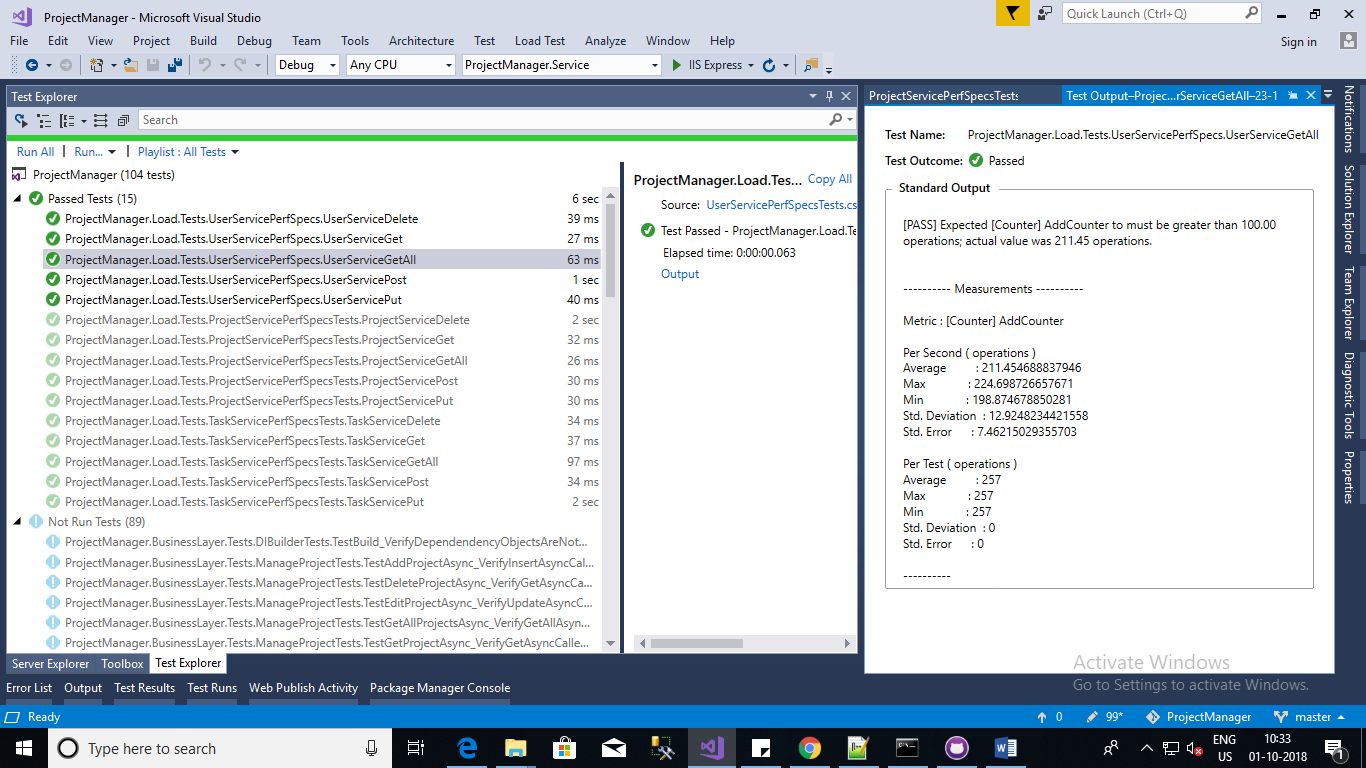 ProjectManager - Microsoft Visual Studio
Quick Launch (Ctrl+Q)
File Edit View Project Build Debug Team Tools Architecture Test Load Test Analyze Window Help
Sign in
Debug Any CPU ProjectManager.Service IIS Express
Test Explorer
Search
Run All | Run... | Playlist : All Tests
ProjectManager (104 tests)
Passed Tests (15) 6 sec
ProjectManager.Load.Tests.UserServicePerfSpecs.UserServiceDelete 39 ms
ProjectManager.Load.Tests.UserServicePerfSpecs.UserServiceGet 27 ms
ProjectManager.Load.Tests.UserServicePerfSpecs.UserServiceGetAll 63 ms
ProjectManager.Load.Tests.UserServicePerfSpecs.UserServicePost 1 sec
ProjectManager.Load.Tests.UserServicePerfSpecs.UserServicePut 40 ms
ProjectManager.Load.Tests.ProjectServicePerfSpecsTests.ProjectServiceDelete 2 sec
ProjectManager.Load.Tests.ProjectServicePerfSpecsTests.ProjectServiceGet 32 ms
ProjectManager.Load.Tests.ProjectServicePerfSpecsTests.ProjectServiceGetAll 26 ms
ProjectManager.Load.Tests.ProjectServicePerfSpecsTests.ProjectServicePost 30 ms
ProjectManager.Load.Tests.ProjectServicePerfSpecsTests.ProjectServicePut 30 ms
ProjectManager.Load.Tests.TaskServicePerfSpecsTests.TaskServiceDelete 34 ms
ProjectManager.Load.Tests.TaskServicePerfSpecsTests.TaskServiceGet 37 ms
ProjectManager.Load.Tests.TaskServicePerfSpecsTests.TaskServiceGetAll 97 ms
ProjectManager.Load.Tests.TaskServicePerfSpecsTests.TaskServicePost 34 ms
ProjectManager.Load.Tests.TaskServicePerfSpecsTests.TaskServicePut 2 sec
Not Run Tests (89)
ProjectManager.BusinessLayer.Tests.DIBuilderTests.TestBuild_VerifyDependendencyObjectsAreNot...
ProjectManager.BusinessLayer.Tests.ManageProjectTests.TestAddProjectAsync_VerifyInsertAsyncCal...
ProjectManager.BusinessLayer.Tests.ManageProjectTests.TestDeleteProjectAsync_VerifyGetAsyncCa...
ProjectManager.BusinessLayer.Tests.ManageProjectTests.TestEditProjectAsync_VerifyUpdateAsyncC...
ProjectManager.BusinessLayer.Tests.ManageProjectTests.TestGetAllProjectsAsync_VerifyGetAllAsyn...
ProjectManager.BusinessLayer.Tests.ManageProjectTests.TestGetProjectAsync_VerifyGetAsyncCalle...
ProjectManager.Load.Tes... Copy All
Source: UserServicePerfSpecsTests.cs
Test Passed - ProjectManager.Load.Te
Elapsed time: 0:00:00.063
Output
ProjectServicePerfSpecsTests
Test Output–Projec...rServiceGetAll–23-1
Test Name: ProjectManager.Load.Tests.UserServicePerfSpecs.UserServiceGetAll
Test Outcome: Passed
Standard Output
[PASS] Expected [Counter] AddCounter to must be greater than 100.00
operations; actual value was 211.45 operations.
---------- Measurements ----------
Metric : [Counter] AddCounter
Per Second ( operations )
Average : 211.454688837946
Max : 224.698726657671
Min : 198.874678850281
Std. Deviation : 12.9248234421558
Std. Error : 7.46215029355703
Per Test ( operations )
Average : 257
Max : 257
Min : 257
Std. Deviation : 0
Std. Error : 0
----------
Notifications
Solution Explorer
Team Explorer
Diagnostic Tools
Properties
Activate Windows
Go to Settings to activate Windows.
Server Explorer Toolbox Test Explorer
Error List Output Test Results Test Runs Web Publish Activity Package Manager Console
Ready 0 99* ProjectManager master
Type here to search
ENG
US
10:33
01-10-2018
1